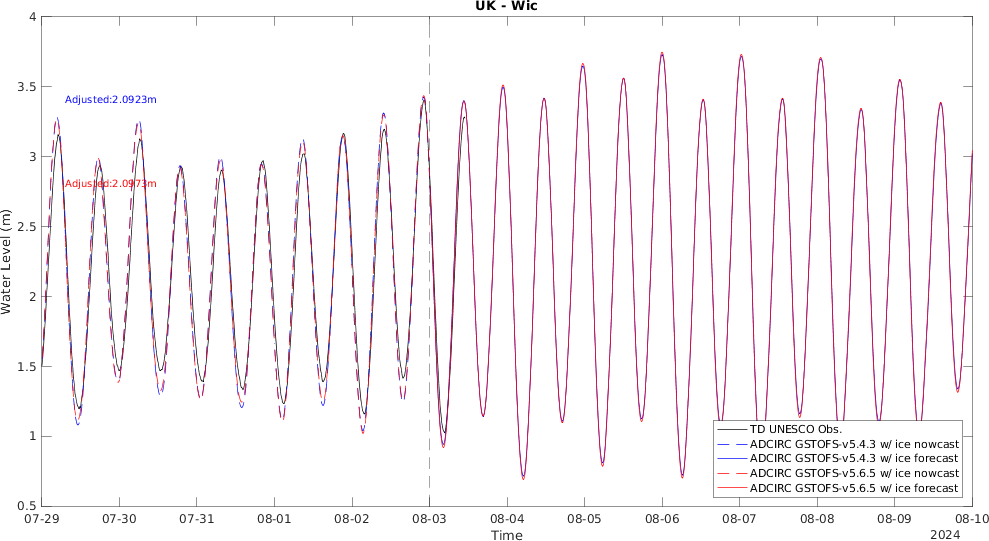 UK - Wic
4
3.5
3
2.5
2
1.5
1
0.5
Water Level (m)
Adjusted:2.0923m
Adjusted:2.0973m
TD UNESCO Obs.
ADCIRC GSTOFS-v5.4.3 w/ ice nowcast
ADCIRC GSTOFS-v5.4.3 w/ ice forecast
ADCIRC GSTOFS-v5.6.5 w/ ice nowcast
ADCIRC GSTOFS-v5.6.5 w/ ice forecast
07-29 07-30 07-31 08-01 08-02 08-03 08-04 08-05 08-06 08-07 08-08 08-09 08-10
Time
2024